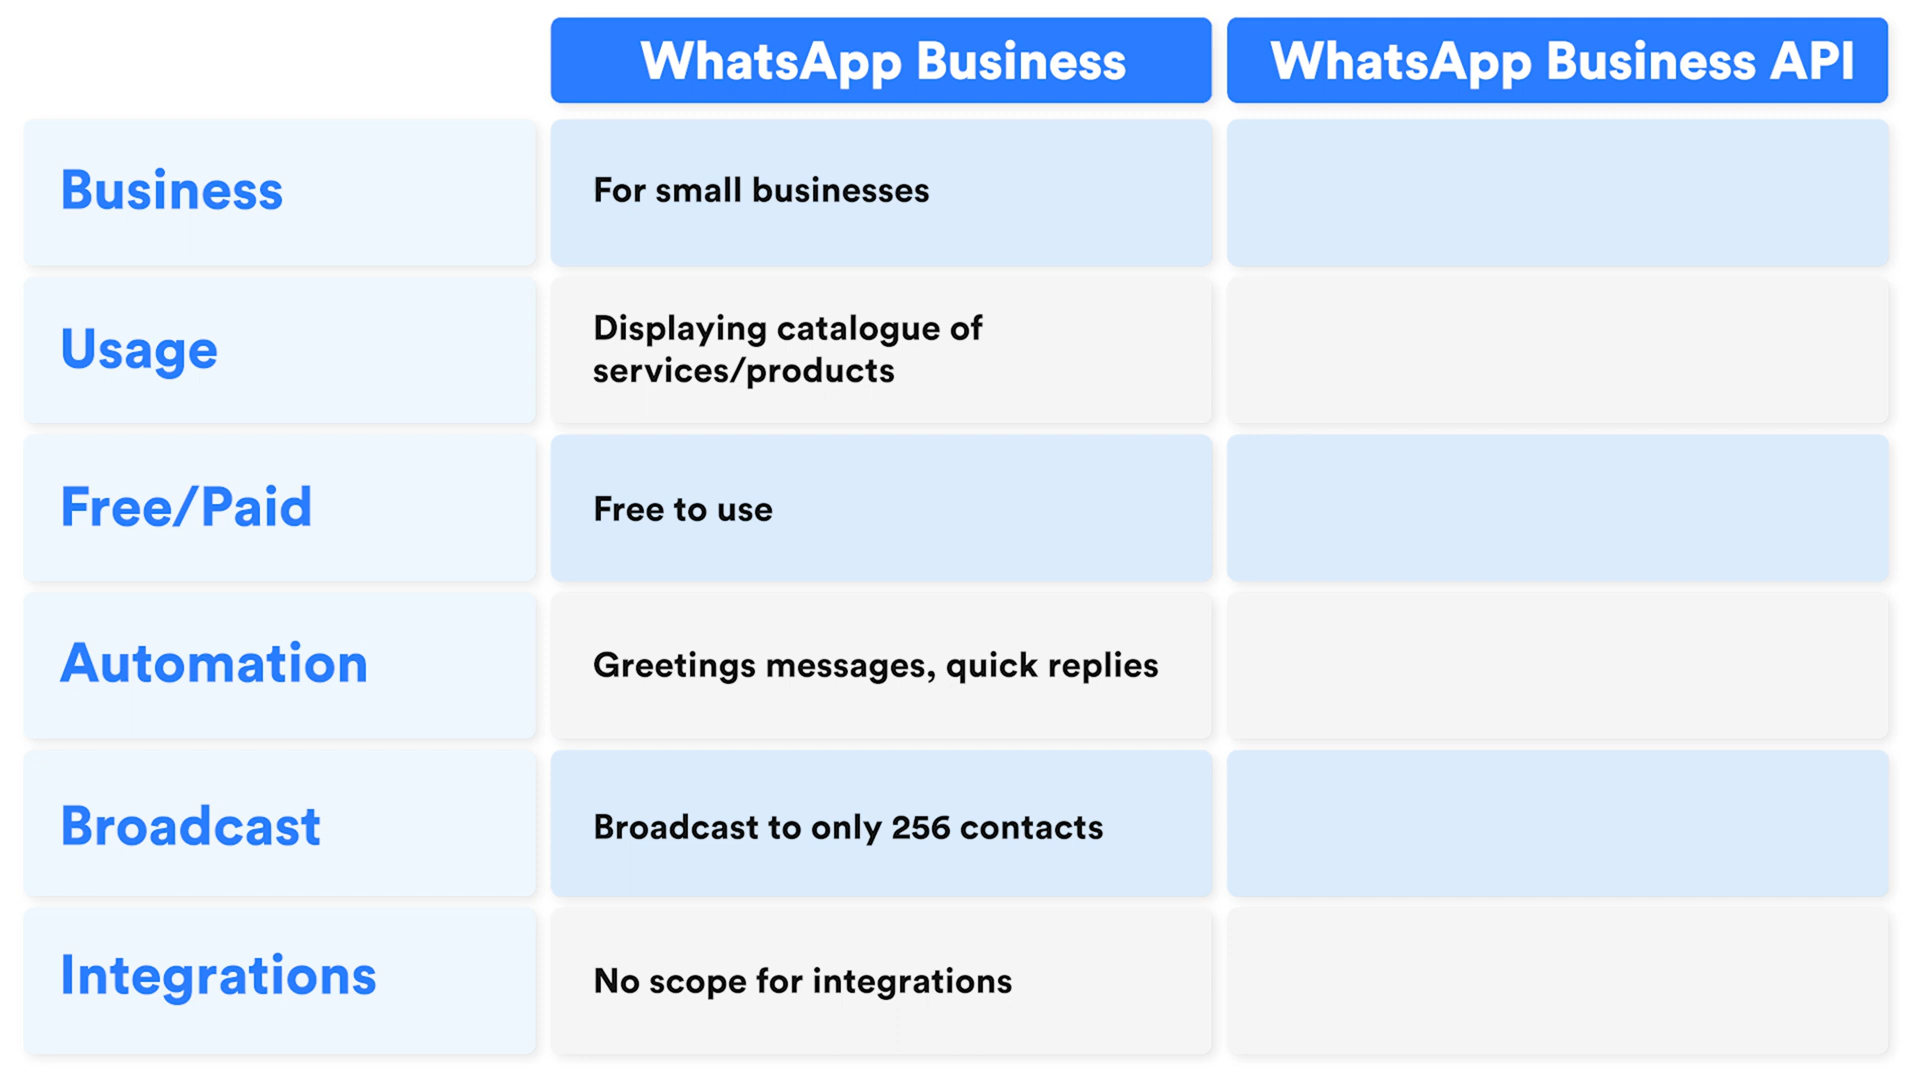 WhatsApp Business
WhatsApp Business API
Business
For small businesses
Usage
Displaying catalogue of
services/products
Free/Paid
Free to use
Automation
Greetings messages, quick replies
Broadcast
Broadcast to only 256 contacts
Integrations
No scope for integrations